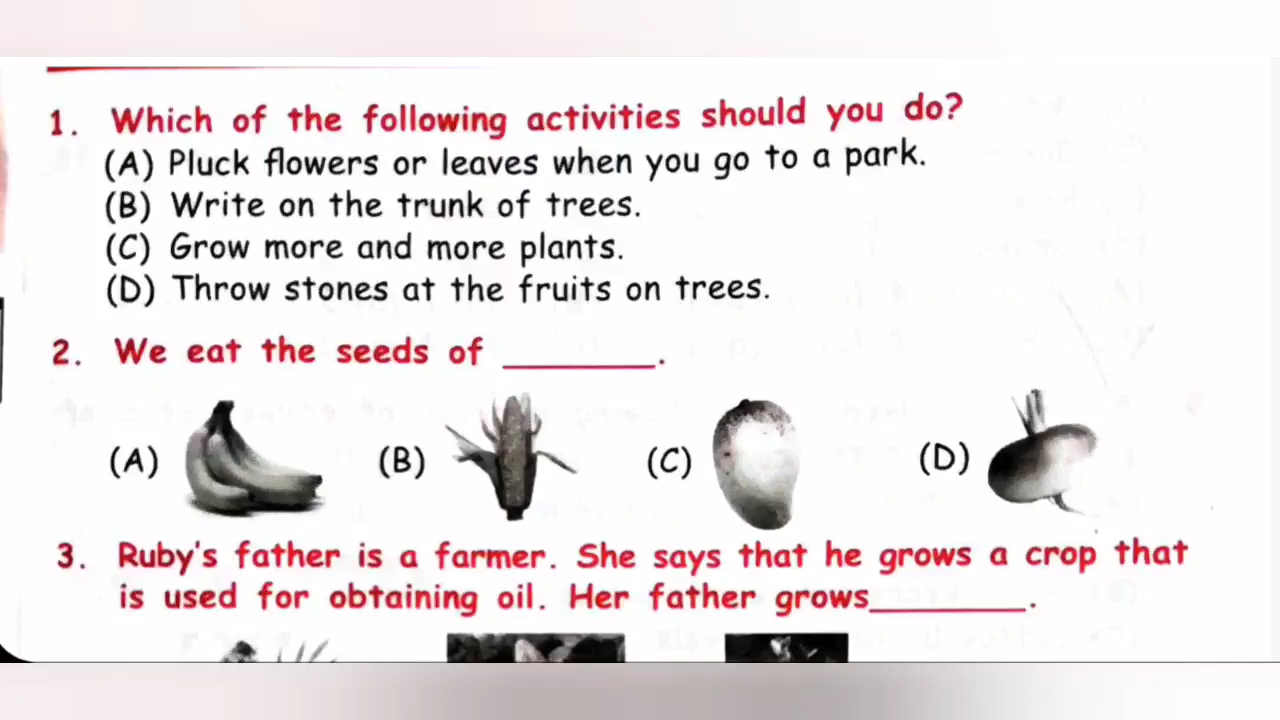 1. Which of the following activities should you do?
(A) Pluck flowers or leaves when you go to a park.
(B) Write on the trunk of trees.
(C) Grow more and more plants.
(D) Throw stones at the fruits on trees.
2. We eat the seeds of ________.
(A) (B) (C) (D)
3. Ruby's father is a farmer. She says that he grows a crop that
is used for obtaining oil. Her father grows________.